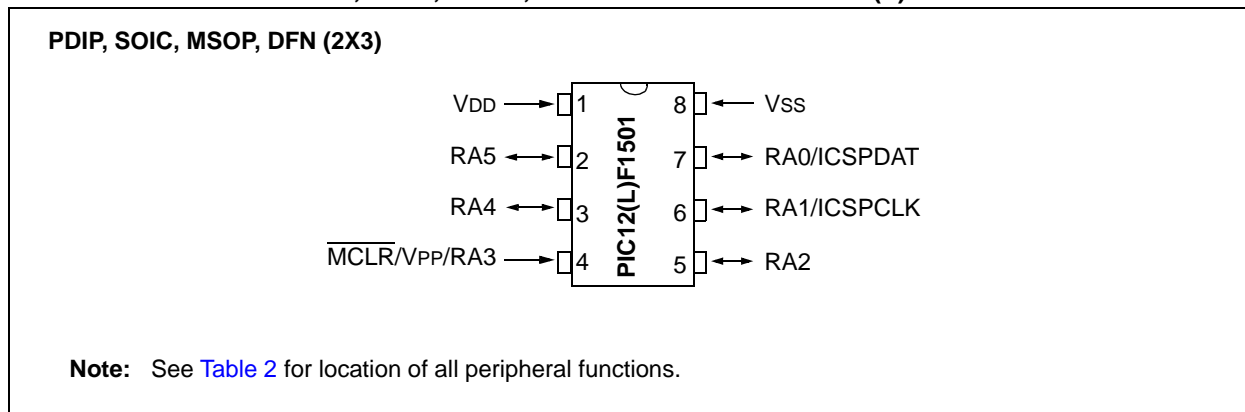 PDIP, SOIC, MSOP, DFN (2X3)
VDD 1 8 VSS
RA5 2 7 RA0/ICSPDAT
RA4 3 6 RA1/ICSPCLK
MCLR/VPP/RA3 4 5 RA2
PIC12(L)F1501
Note: See Table 2 for location of all peripheral functions.